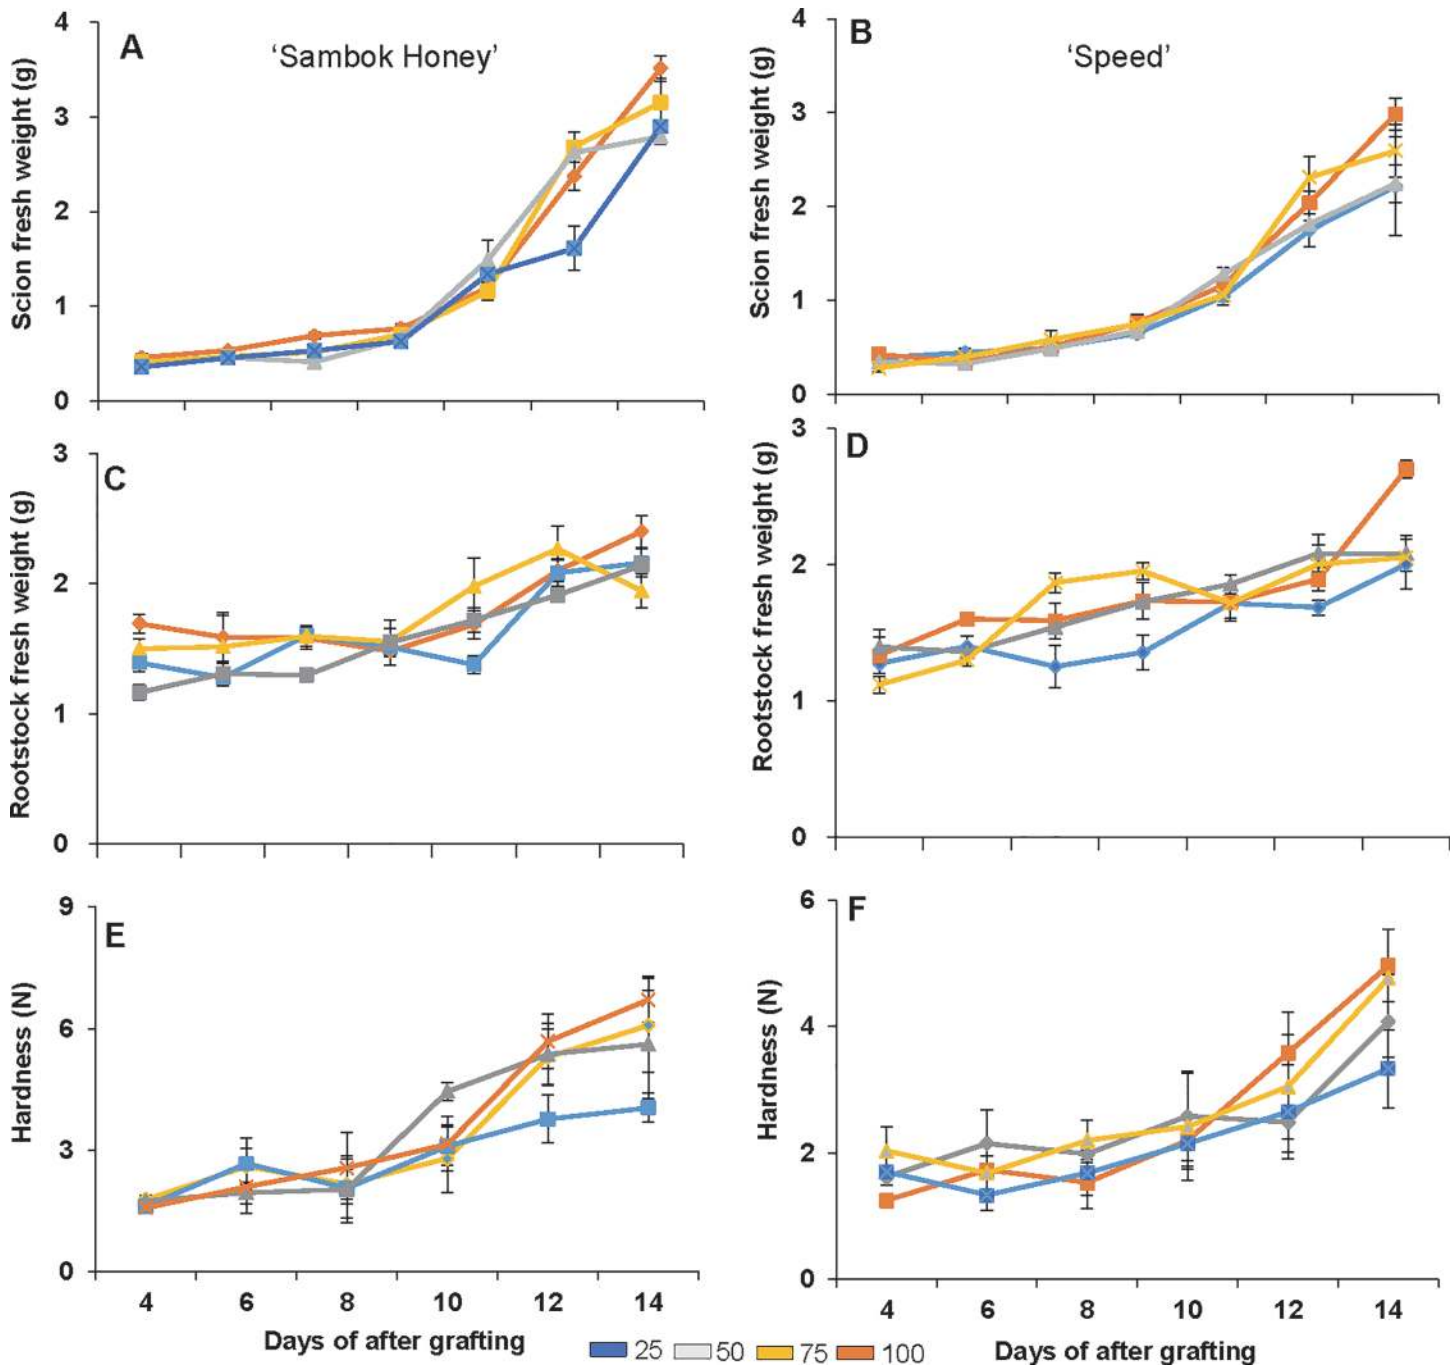 A
'Sambok Honey'
Scion fresh weight (g)
4
3
2
1
0
B
'Speed'
Scion fresh weight (g)
4
3
2
1
0
C
Rootstock fresh weight (g)
3
2
1
0
D
Rootstock fresh weight (g)
3
2
1
0
E
Hardness (N)
9
6
3
0
4 6 8 10 12 14
Days of after grafting
F
Hardness (N)
6
4
2
0
4 6 8 10 12 14
Days of after grafting
25 50 75 100